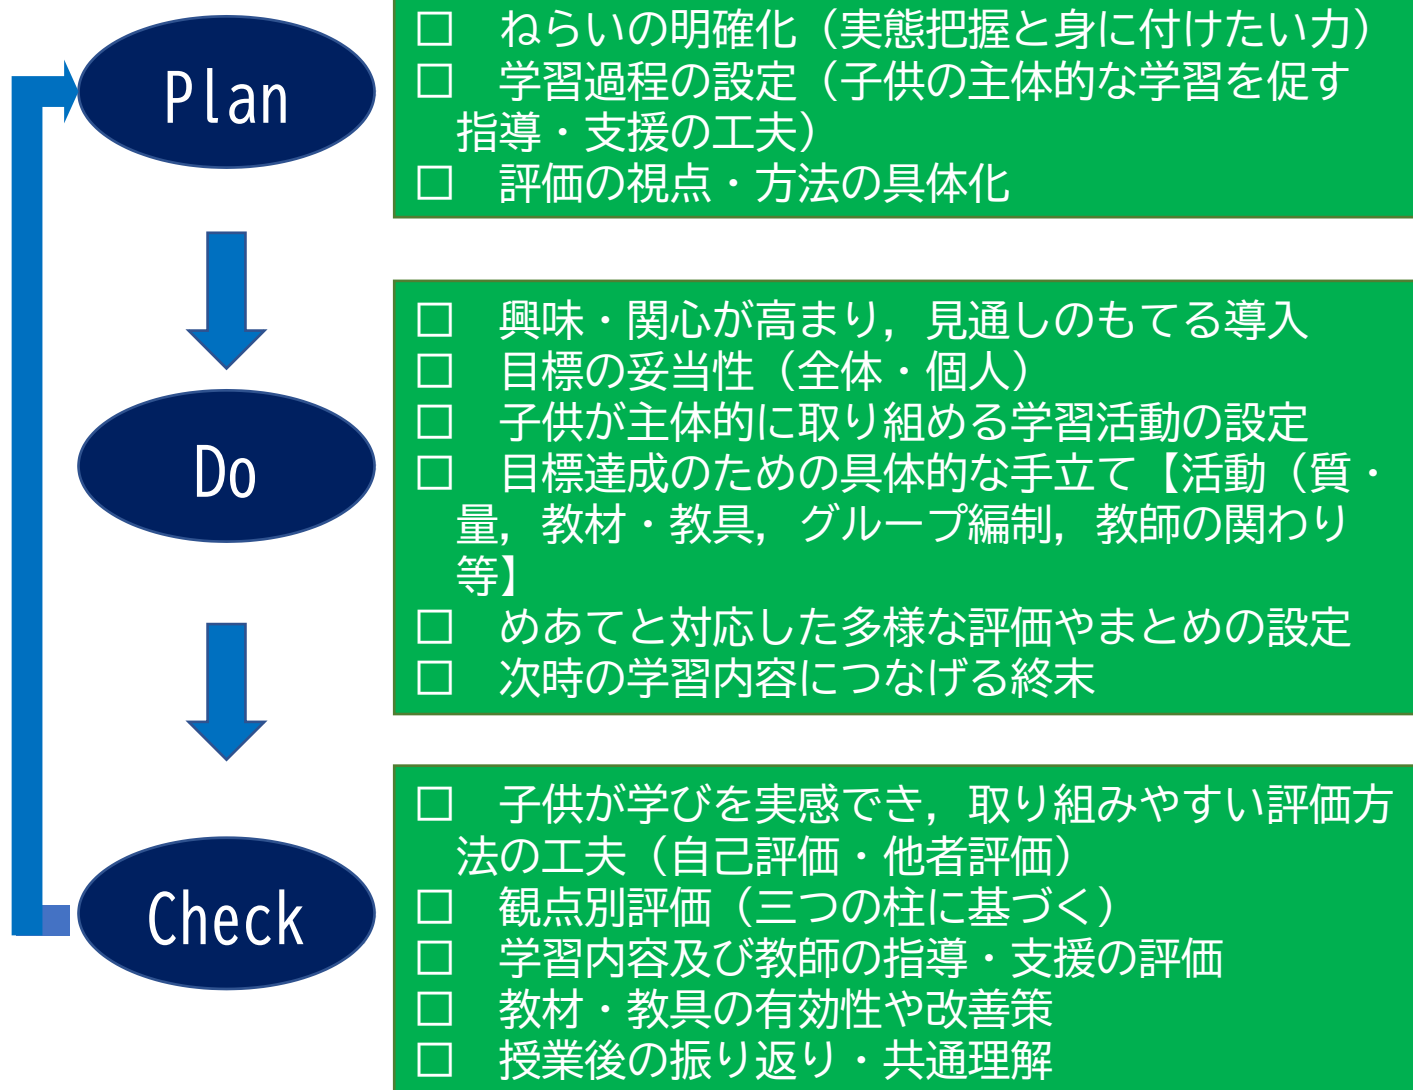 Plan
□　ねらいの明確化（実態把握と身に付けたい力）
□　学習過程の設定（子供の主体的な学習を促す
指導・支援の工夫）
□　評価の視点・方法の具体化
Do
□　興味・関心が高まり，見通しのもてる導入
□　目標の妥当性（全体・個人）
□　子供が主体的に取り組める学習活動の設定
□　目標達成のための具体的な手立て【活動（質・
量，教材・教具，グループ編制，教師の関わり
等】
□　めあてと対応した多様な評価やまとめの設定
□　次時の学習内容につなげる終末
Check
□　子供が学びを実感でき，取り組みやすい評価方
法の工夫（自己評価・他者評価）
□　観点別評価（三つの柱に基づく）
□　学習内容及び教師の指導・支援の評価
□　教材・教具の有効性や改善策
□　授業後の振り返り・共通理解